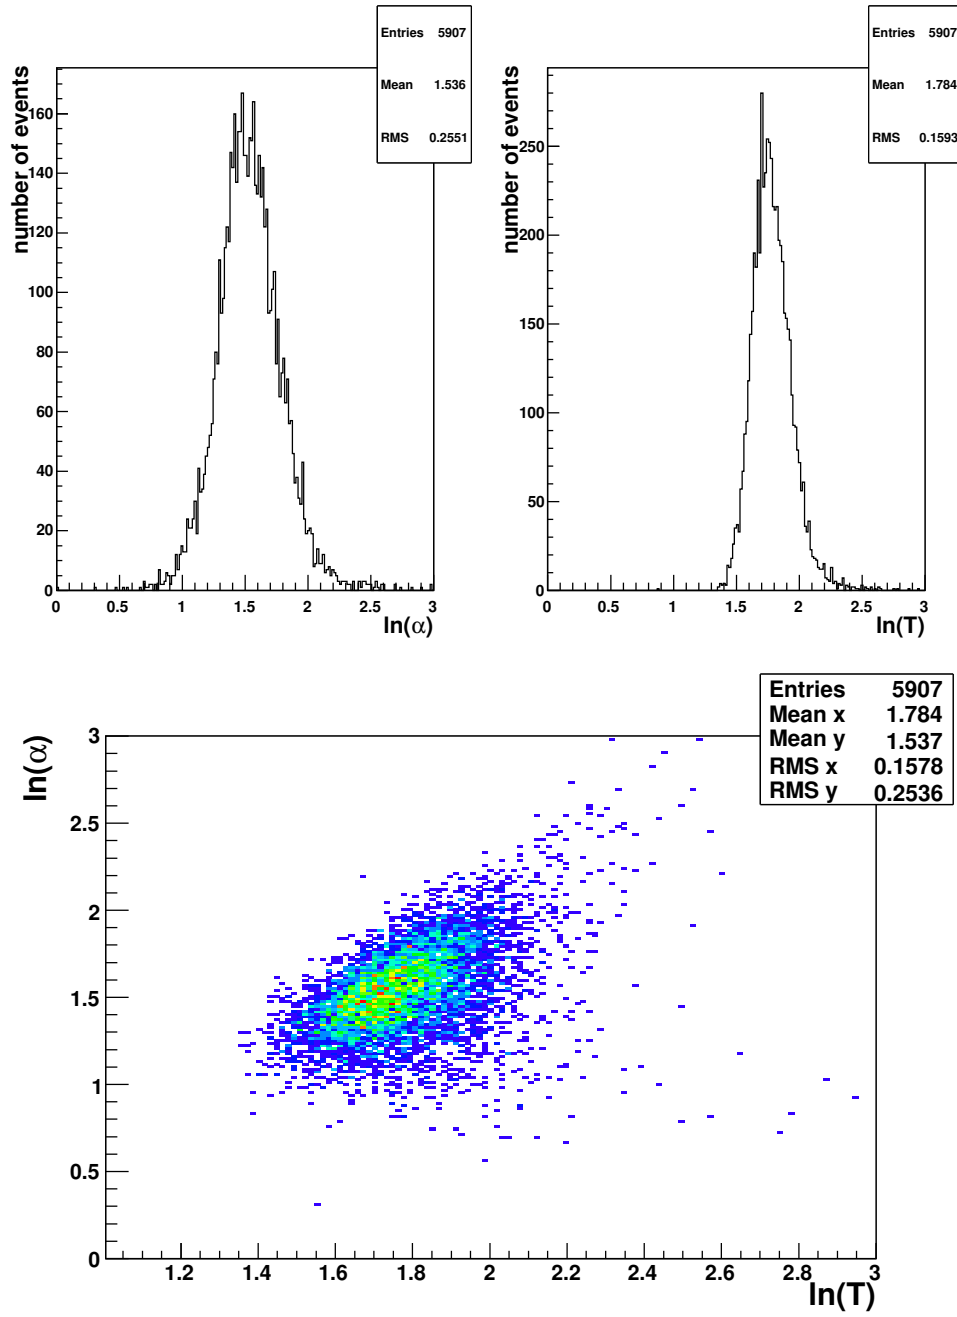 Entries 5907
Mean 1.536
RMS 0.2551
number of events
160
140
120
100
80
60
40
20
0
0 0.5 1 1.5 2 2.5 3
ln(α)
Entries 5907
Mean 1.784
RMS 0.1593
number of events
250
200
150
100
50
0
0 0.5 1 1.5 2 2.5 3
ln(T)
Entries 5907
Mean x 1.784
Mean y 1.537
RMS x 0.1578
RMS y 0.2536
ln(α)
3
2.5
2
1.5
1
0.5
0
1.2 1.4 1.6 1.8 2 2.2 2.4 2.6 2.8 3
ln(T)